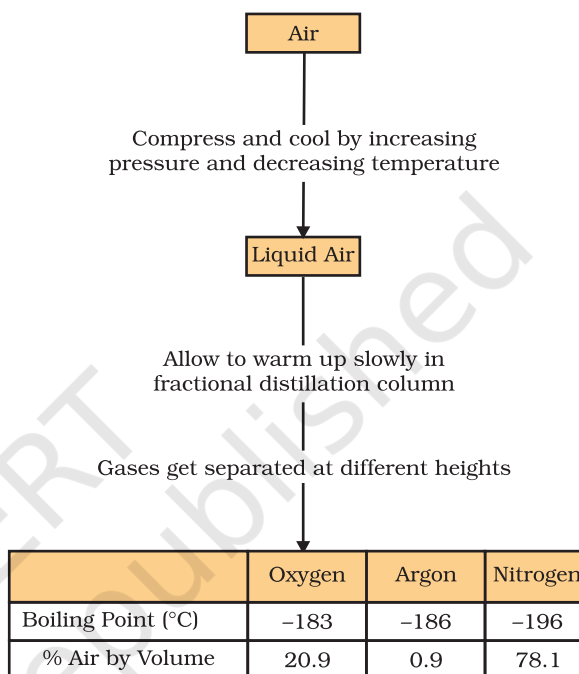 Air
Compress and cool by increasing
pressure and decreasing temperature
Liquid Air
Allow to warm up slowly in
fractional distillation column
Gases get separated at different heights
Oxygen Argon Nitrogen
Boiling Point (°C) –183 –186 –196
% Air by Volume 20.9 0.9 78.1